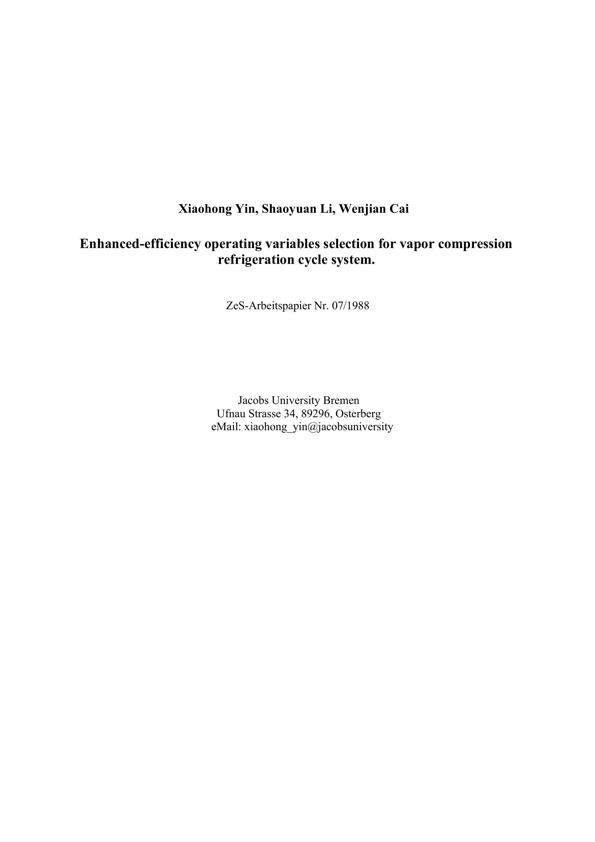 Xiaohong Yin, Shaoyuan Li, Wenjian Cai
Enhanced-efficiency operating variables selection for vapor compression
refrigeration cycle system.
ZeS-Arbeitspapier Nr. 07/1988
Jacobs University Bremen
Ufnau Strasse 34, 89296, Osterberg
eMail: xiaohong_yin@jacobsuniversity